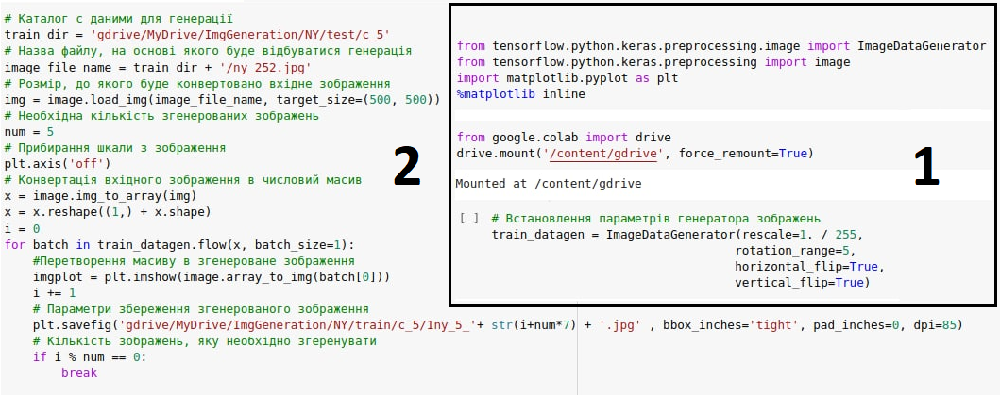 from tensorflow.python.keras.preprocessing.image import ImageDataGenerator
from tensorflow.python.keras.preprocessing import image
import matplotlib.pyplot as plt
%matplotlib inline
from google.colab import drive
drive.mount('/content/gdrive', force_remount=True)
Mounted at /content/gdrive
[ ] # Встановлення параметрів генератора зображень
train_datagen = ImageDataGenerator(rescale=1. / 255,
rotation_range=5,
horizontal_flip=True,
vertical_flip=True)
1
# Каталог с даними для генерації
train_dir = 'gdrive/MyDrive/ImgGeneration/NY/test/c_5'
# Назва файлу, на основі якого буде відбуватися генерація
image_file_name = train_dir + '/ny_252.jpg'
# Розмір, до якого буде конвертовано вхідне зображення
img = image.load_img(image_file_name, target_size=(500, 500))
# Необхідна кількість згенерованих зображень
num = 5
# Прибирання шкали з зображення
plt.axis('off')
# Конвертація вхідного зображення в числовий масив
x = image.img_to_array(img)
x = x.reshape((1,) + x.shape)
i = 0
for batch in train_datagen.flow(x, batch_size=1):
#Перетворення масиву в згенероване зображення
imgplot = plt.imshow(image.array_to_img(batch[0]))
i += 1
# Параметри збереження згенерованого зображення
plt.savefig('gdrive/MyDrive/ImgGeneration/NY/train/c_5/1ny_5_'+ str(i+num*7) + '.jpg' , bbox_inches='tight', pad_inches=0, dpi=85)
# Кількість зображень, яку необхідно згеренувати
if i % num == 0:
break
2